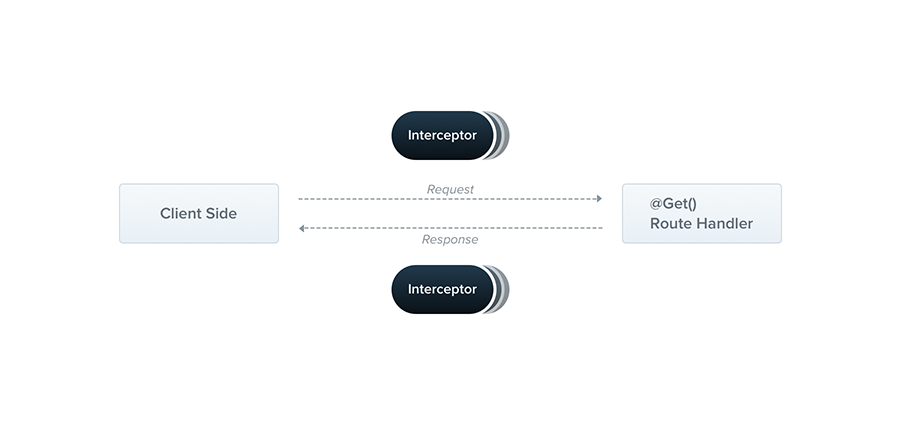 Interceptor
Request
Client Side
@Get()
Route Handler
Response
Interceptor